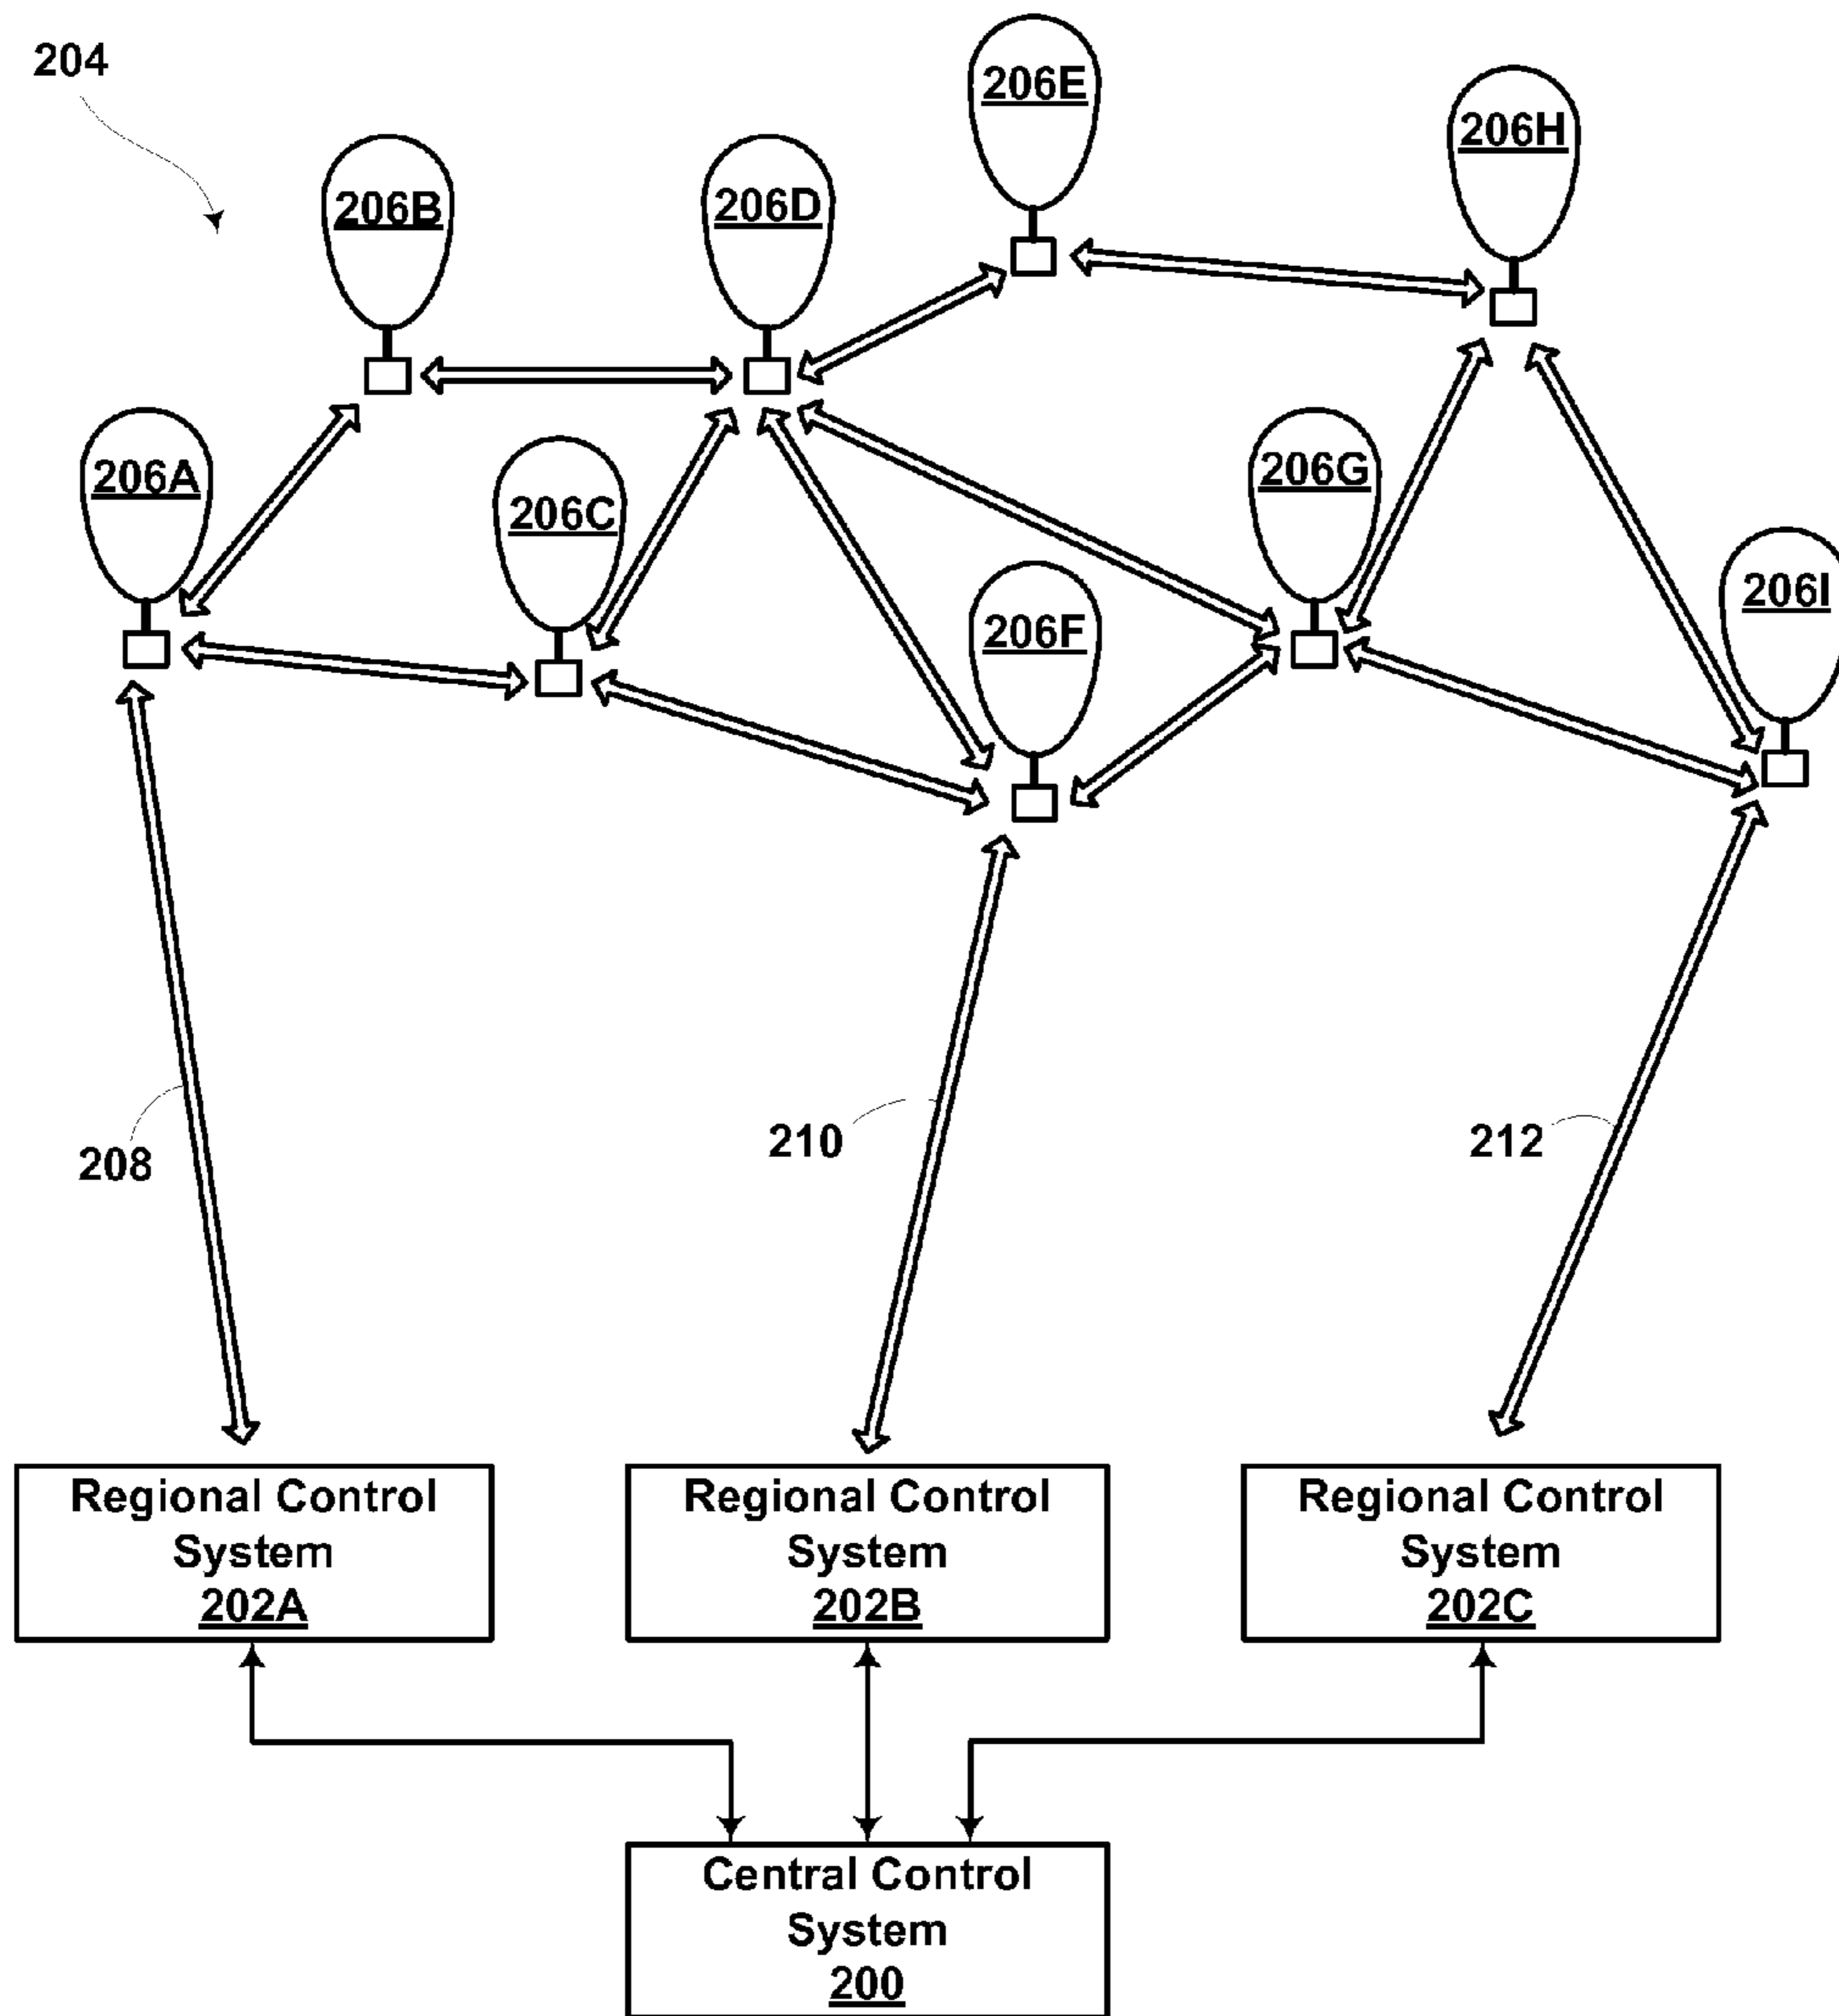 204
206E
206H
206B
206D
206A
206C
206G
206F
206I
208
210
212
Regional Control
System
202A
Regional Control
System
202B
Regional Control
System
202C
Central Control
System
200